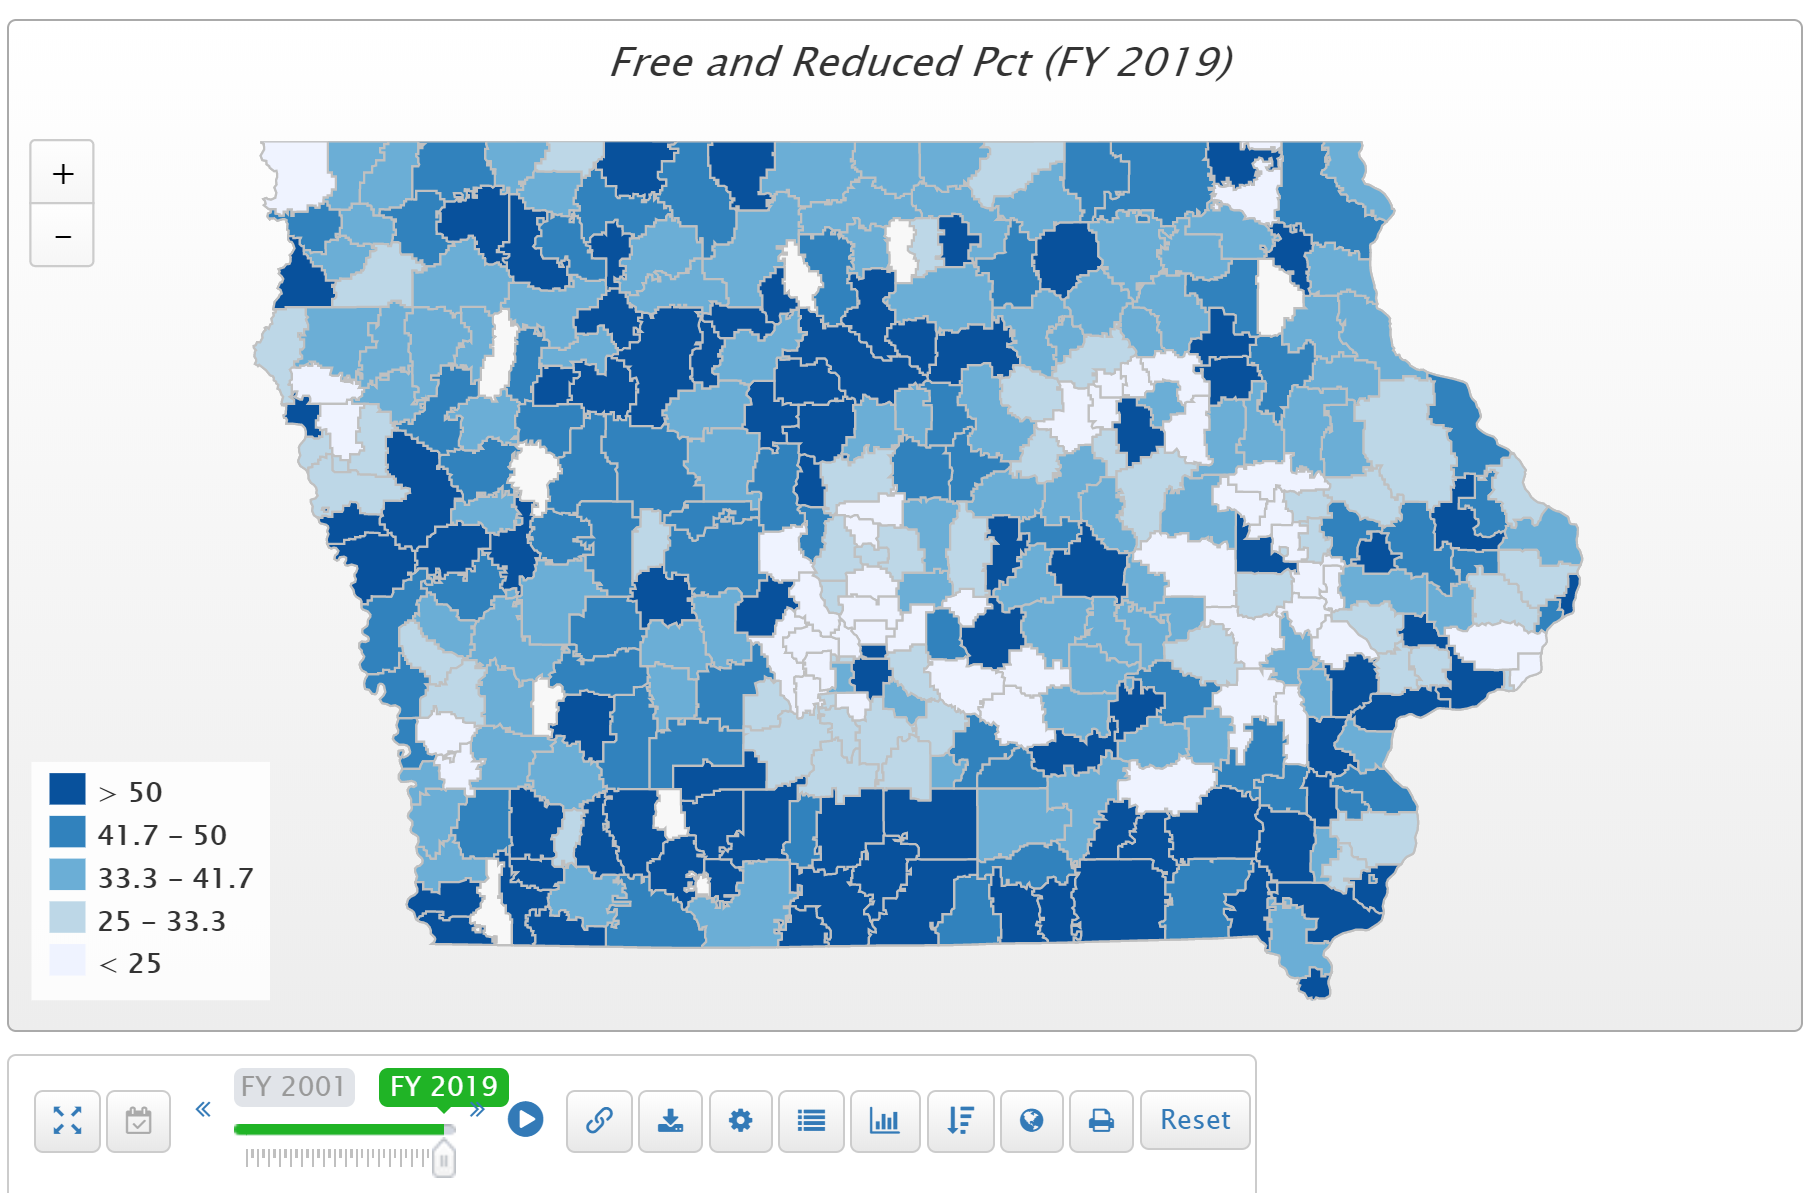 Free and Reduced Pct (FY 2019)
+
−
> 50
41.7 – 50
33.3 – 41.7
25 – 33.3
< 25
FY 2001
FY 2019
Reset